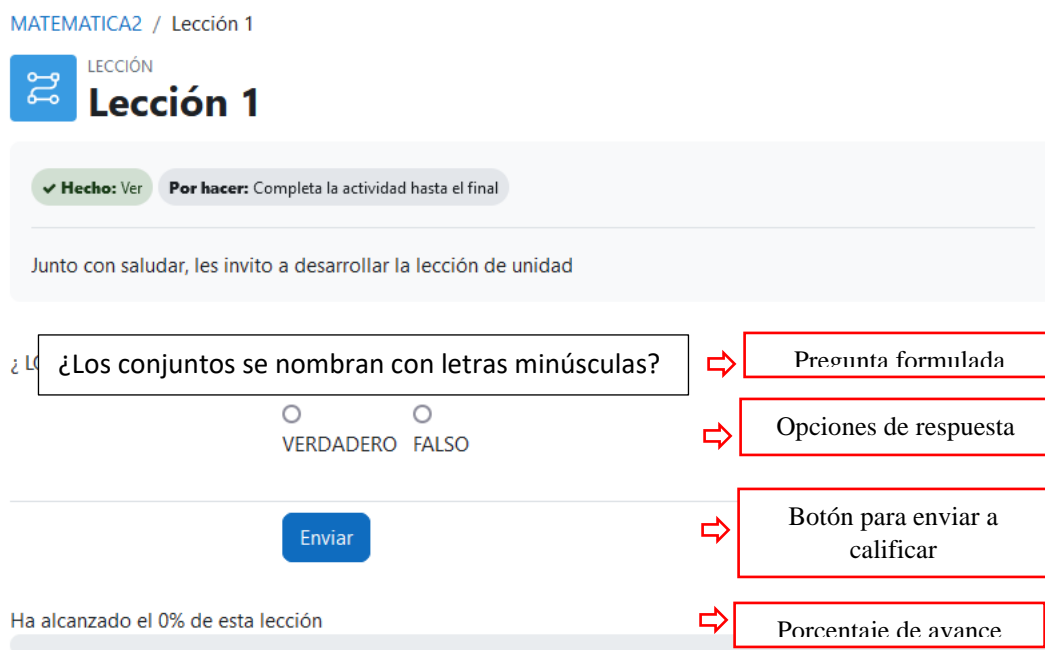 MATEMATICA2 / Lección 1
LECCIÓN
Lección 1
✓ Hecho: Ver Por hacer: Completa la actividad hasta el final
Junto con saludar, les invito a desarrollar la lección de unidad
¿Los conjuntos se nombran con letras minúsculas?
Pregunta formulada
VERDADERO FALSO
Opciones de respuesta
Enviar
Botón para enviar a
calificar
Ha alcanzado el 0% de esta lección
Porcentaje de avance